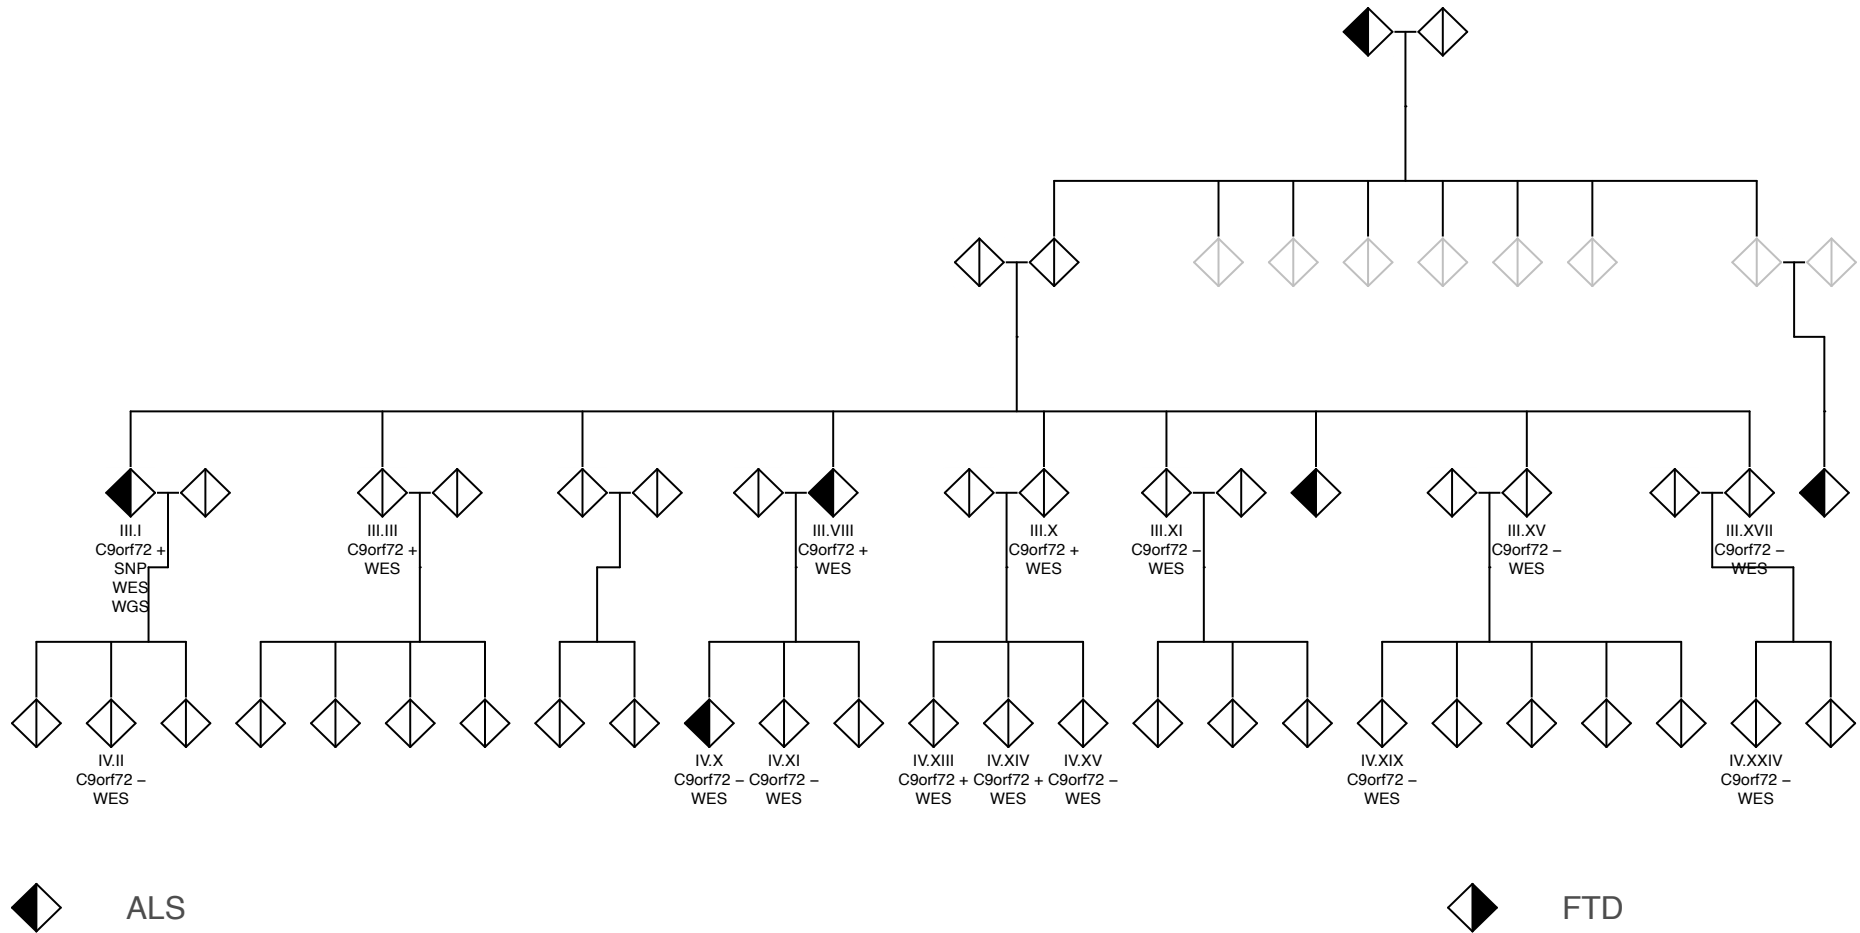 III.I
C9orf72 +
SNP
WES
WGS
III.III
C9orf72 +
WES
III.VIII
C9orf72 +
WES
III.X
C9orf72 +
WES
III.XI
C9orf72 −
WES
III.XV
C9orf72 −
WES
III.XVII
C9orf72 −
WES
IV.II
C9orf72 −
WES
IV.X
C9orf72 −
WES
IV.XI
C9orf72 −
WES
IV.XIII
C9orf72 +
WES
IV.XIV
C9orf72 +
WES
IV.XV
C9orf72 −
WES
IV.XIX
C9orf72 −
WES
IV.XXIV
C9orf72 −
WES
ALS
FTD